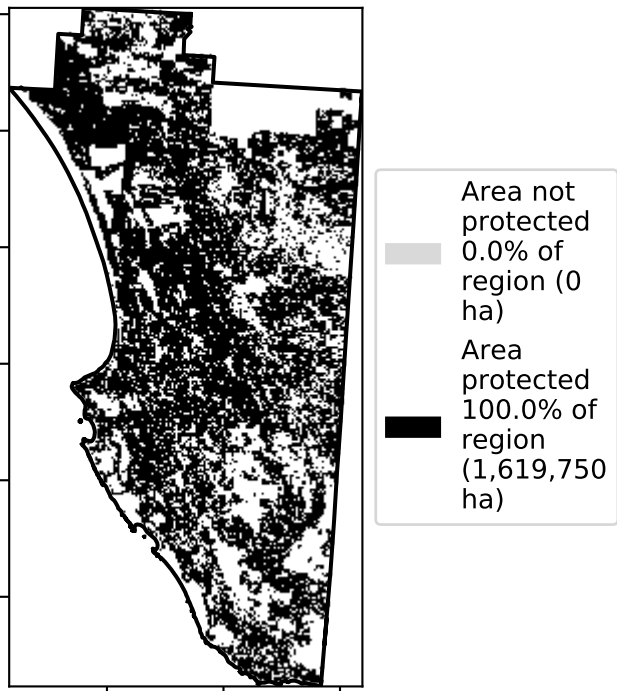 Area not
protected
0.0% of
region (0
ha)
Area
protected
100.0% of
region
(1,619,750
ha)